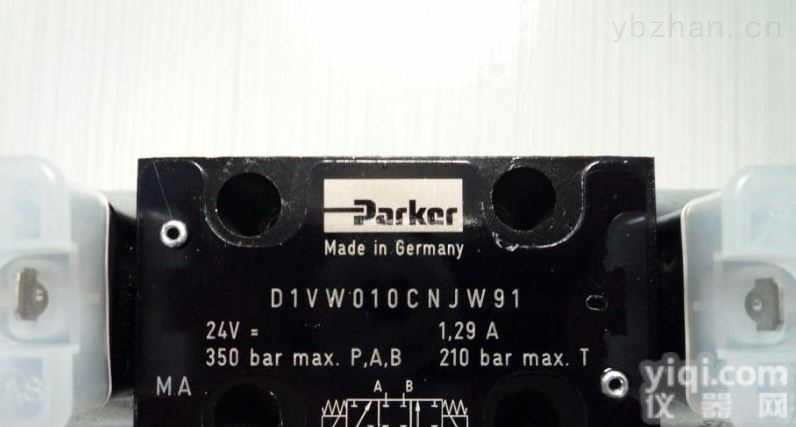 ybzhan.cn
Parker
Made in Germany
D1VW010CNJW91
24V = 1,29 A
350 bar max. P,A,B 210 bar max. T
MA
A B
yiqi.com
仪器网